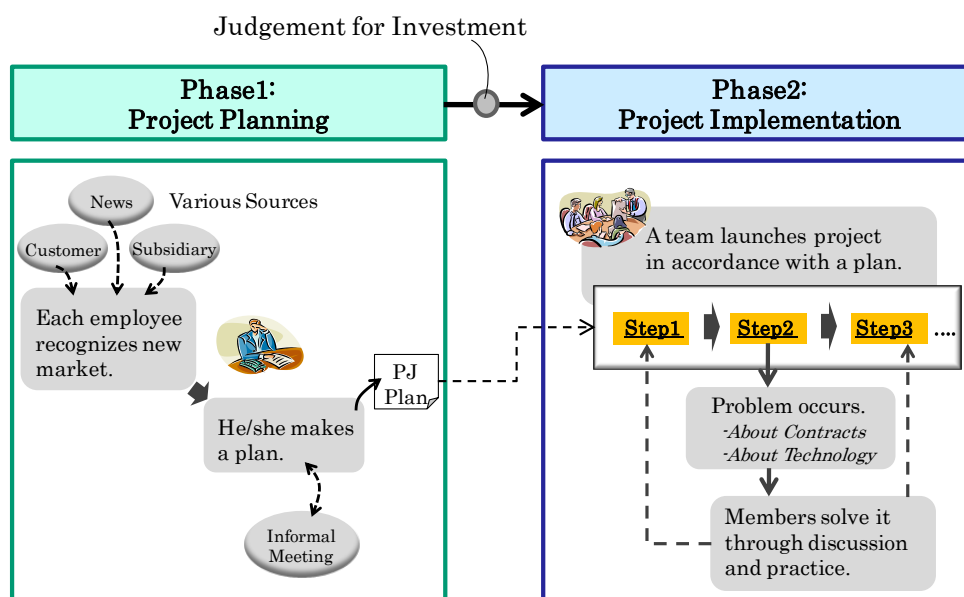 Judgement for Investment
Phase1:
Project Planning
Phase2:
Project Implementation
News
Various Sources
Customer
Subsidiary
Each employee
recognizes new
market.
PJ
Plan
He/she makes
a plan.
Informal
Meeting
A team launches project
in accordance with a plan.
Step1
Step2
Step3
....
Problem occurs.
-About Contracts
-About Technology
Members solve it
through discussion
and practice.